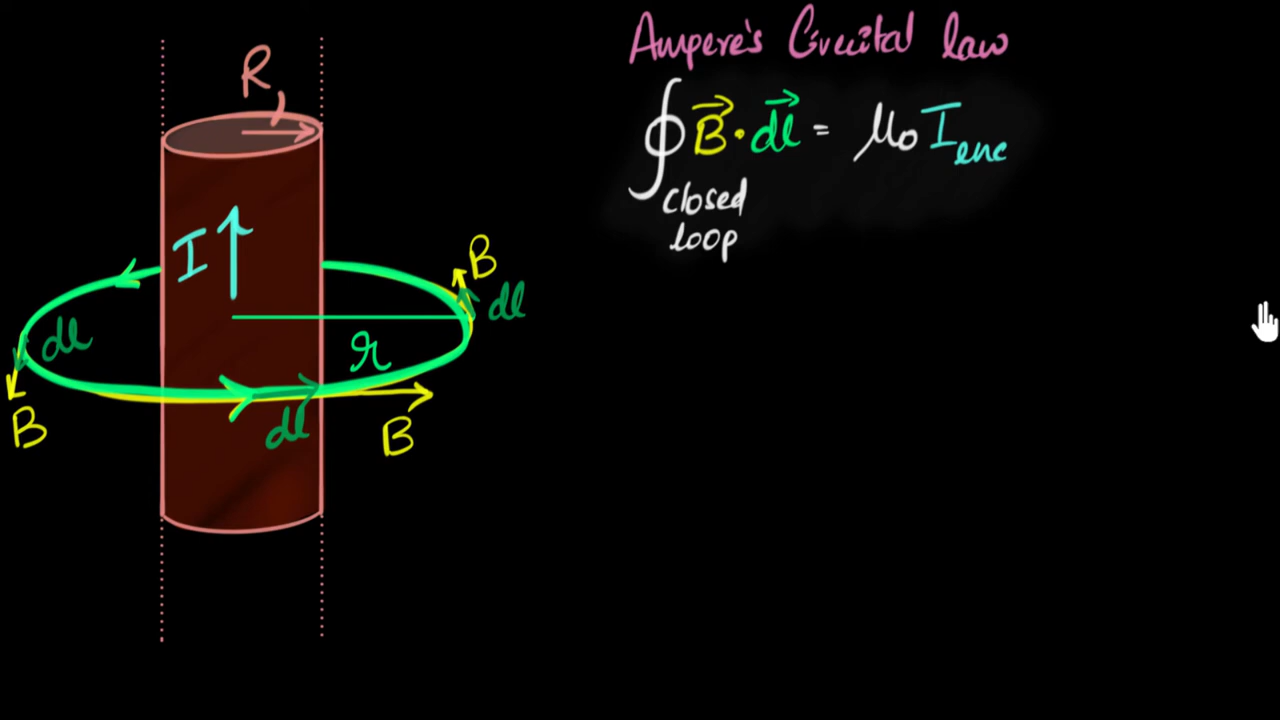 Ampere's Circuital law
∮ B⃗ · dl⃗ = μ₀ I_enc
closed
loop
R
I
B
dl
dl
r
B
dl
B